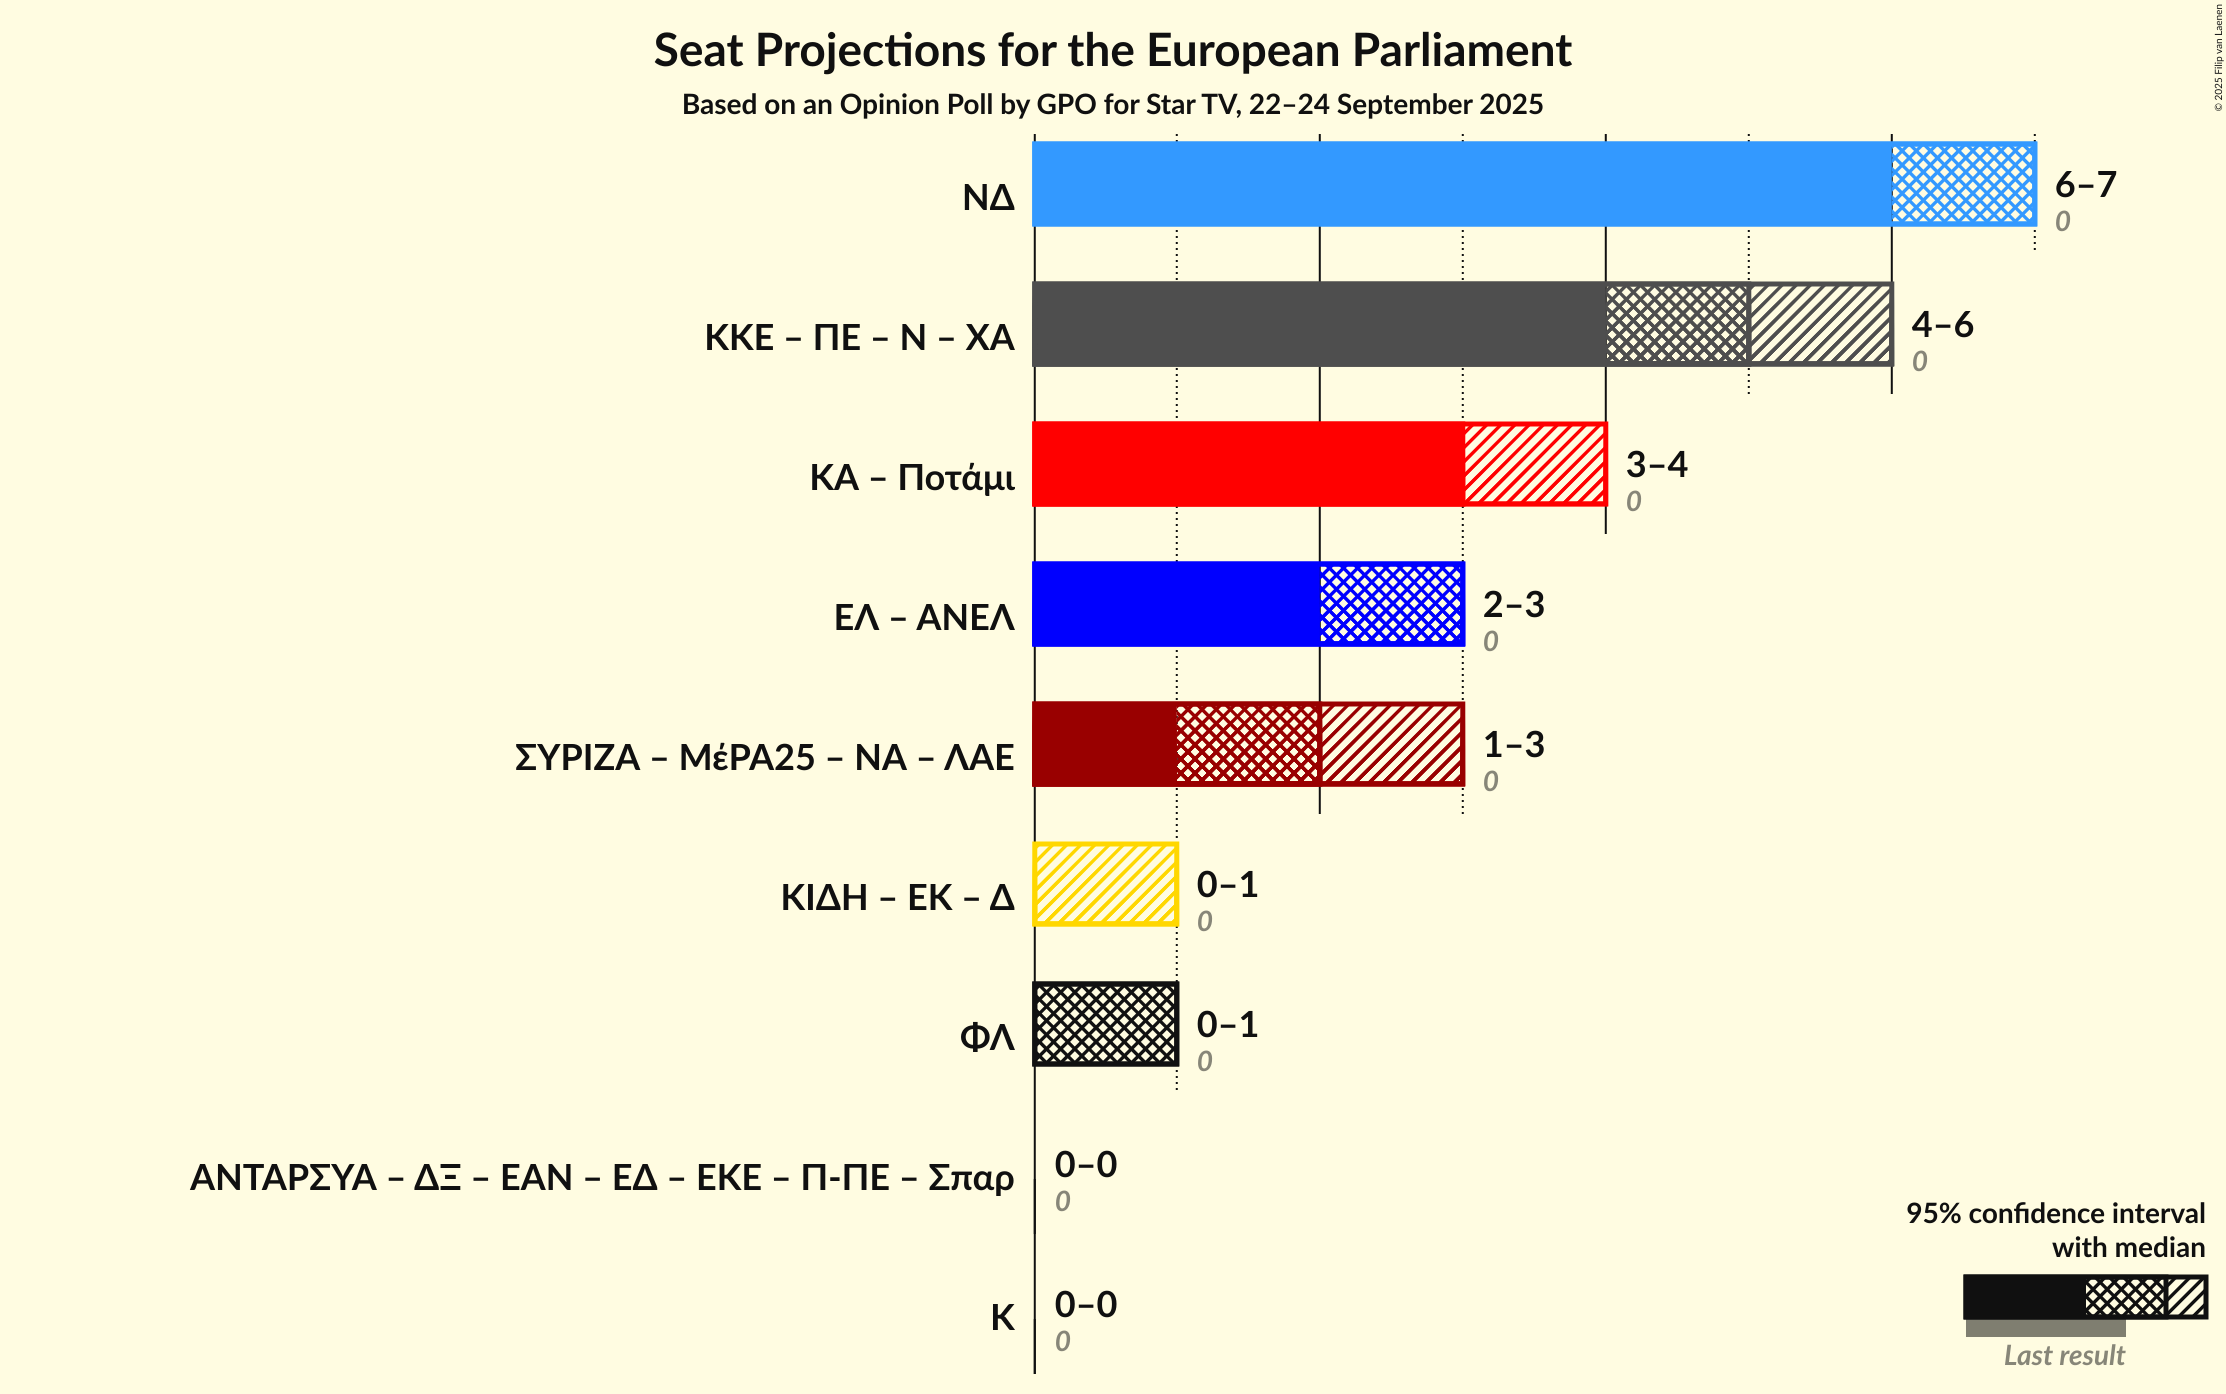 Seat Projections for the European Parliament
Based on an Opinion Poll by GPO for Star TV, 22–24 September 2025
© 2025 Filip van Laenen
ΝΔ
6–7
0
ΚΚΕ – ΠΕ – Ν – ΧΑ
4–6
0
ΚΑ – Ποτάμι
3–4
0
ΕΛ – ΑΝΕΛ
2–3
0
ΣΥΡΙΖΑ – ΜέΡΑ25 – ΝΑ – ΛΑΕ
1–3
0
ΚΙΔΗ – ΕΚ – Δ
0–1
0
ΦΛ
0–1
0
ΑΝΤΑΡΣΥΑ – ΔΞ – ΕΑΝ – ΕΔ – ΕΚΕ – Π-ΠΕ – Σπαρ
0–0
0
Κ
0–0
0
95% confidence interval
with median
Last result